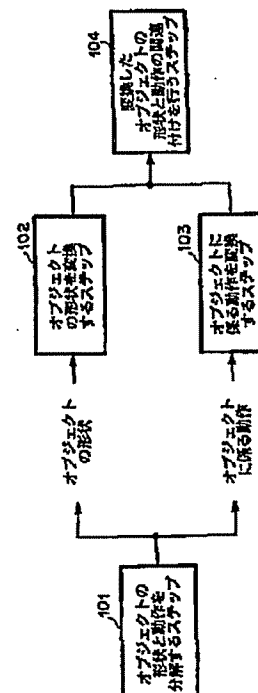 101
オブジェクトの
形状と動作を
分解するステップ
オブジェクト
の形状
オブジェクト
に係る動作
102
オブジェクト
の形状を変換
するステップ
103
オブジェクトに
係る動作を変換
するステップ
104
変換した
オブジェクトの
形状と動作の関連
付けを行うステップ